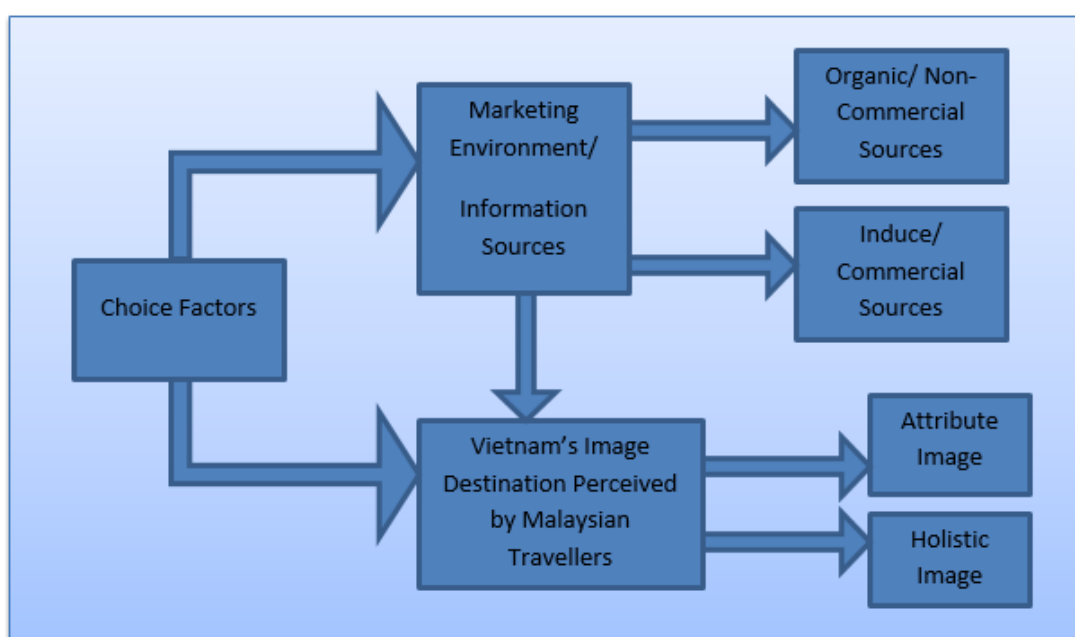 Choice Factors
Marketing
Environment/
Information
Sources
Organic/ Non-
Commercial
Sources
Induce/
Commercial
Sources
Vietnam's Image
Destination Perceived
by Malaysian
Travellers
Attribute
Image
Holistic
Image